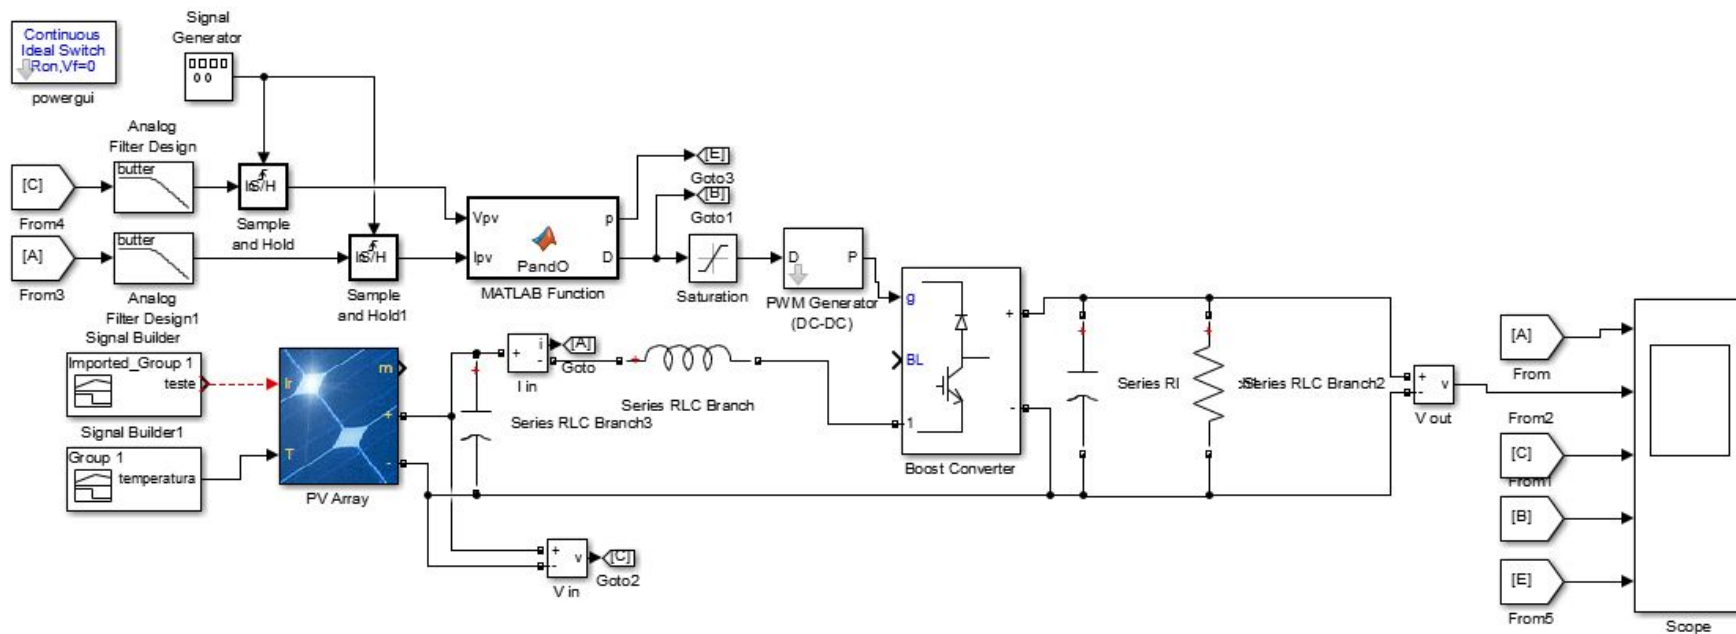 Signal
Generator
Continuous
Ideal Switch
Ron,Vf=0
powergui
0 0
Analog
Filter Design
[C]
butter
S/H
From4
Sample
and Hold
[A]
butter
S/H
From3
Analog
Filter Design1
Sample
and Hold1
Vpv
p
Ipv
D
PandO
MATLAB Function
[E]
Goto3
[B]
Goto1
Saturation
D
P
PWM Generator
(DC-DC)
Signal Builder
Imported_Group 1
teste
Signal Builder1
Group 1
temperatura
Ir
T
m
+
-
PV Array
+
-
i
I in
[A]
Goto
Series RLC Branch3
Series RLC Branch
g
BL
1
+
-
Boost Converter
Series RL
Series RLC Branch2
+
-
v
V out
+
-
v
V in
[C]
Goto2
[A]
From
From2
[C]
From1
[B]
[E]
From5
Scope